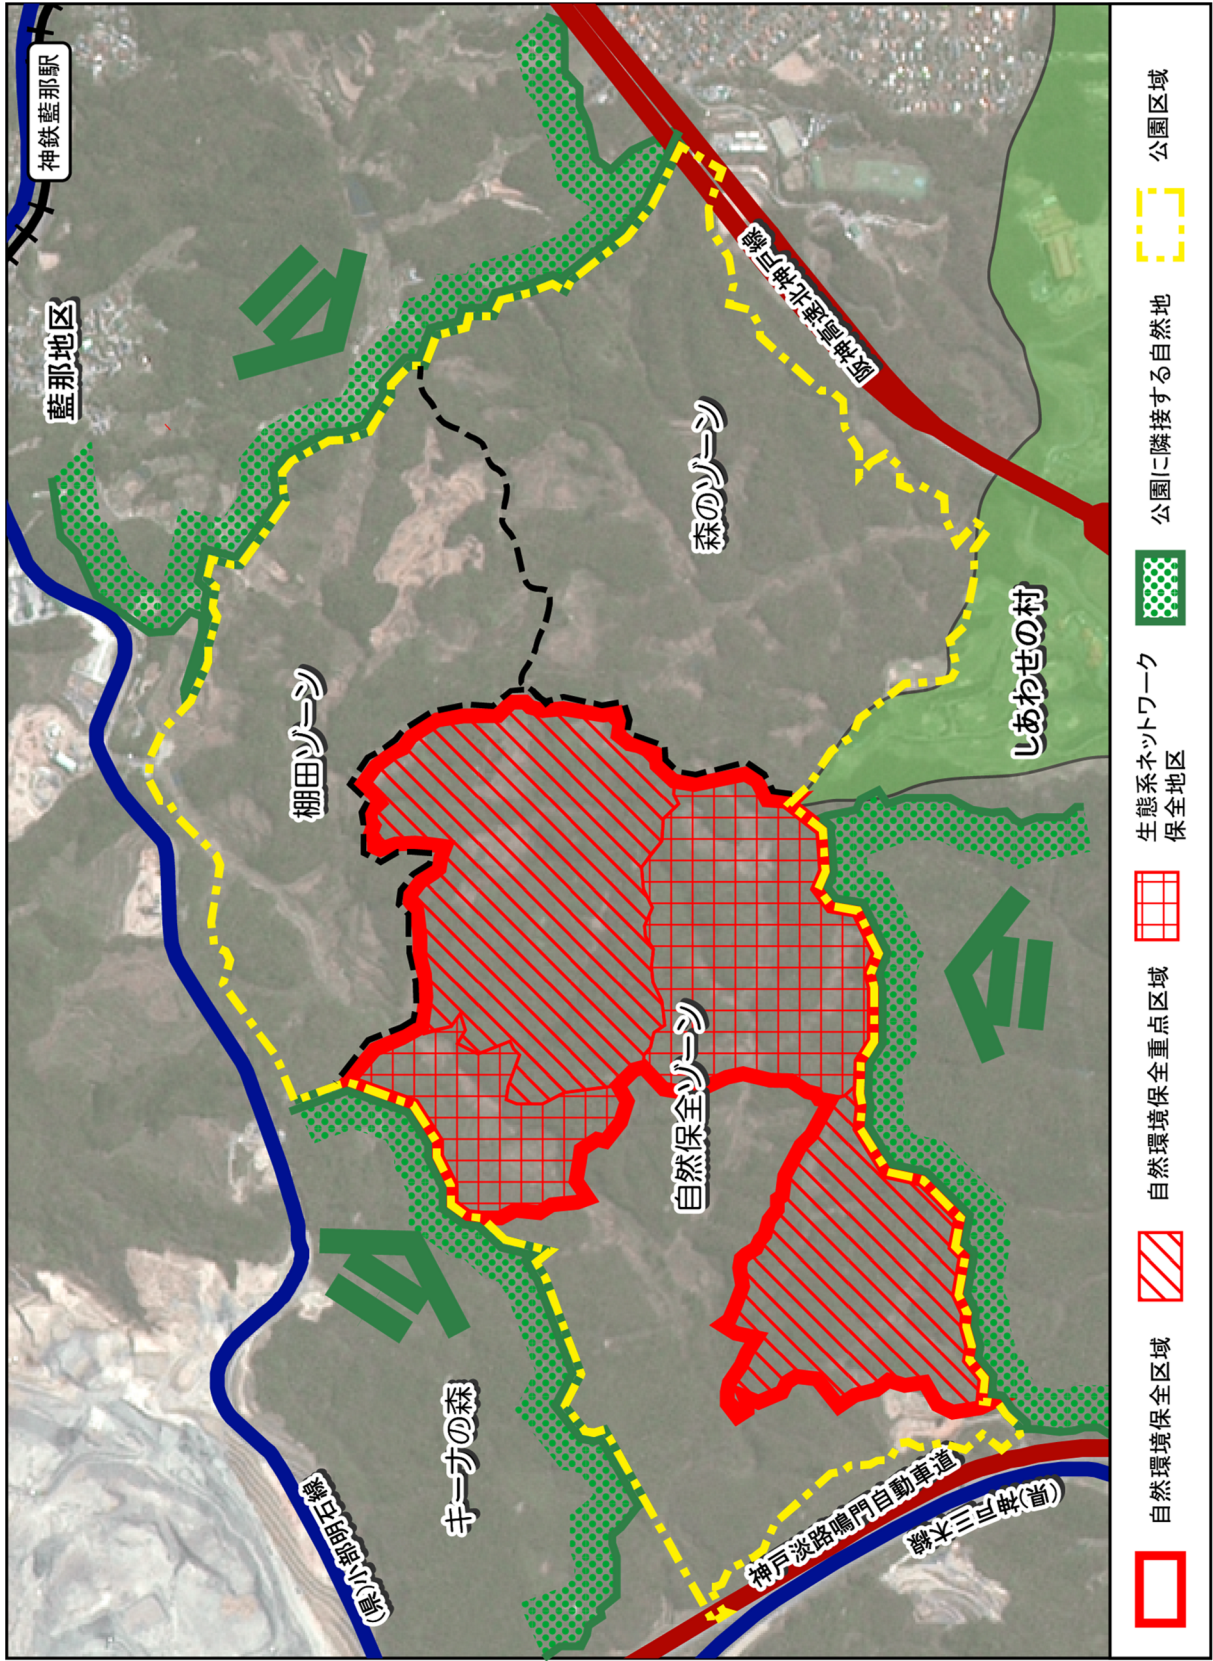 神鉄藍那駅
藍那地区
棚田ゾーン
森のゾーン
阪神高速北神戸線
しあわせの村
自然保全ゾーン
キーナの森
(県)小部明石線
神戸淡路鳴門自動車道
(県)神戸三木線
自然環境保全区域
自然環境保全重点区域
生態系ネットワーク
保全地区
公園に隣接する自然地
公園区域